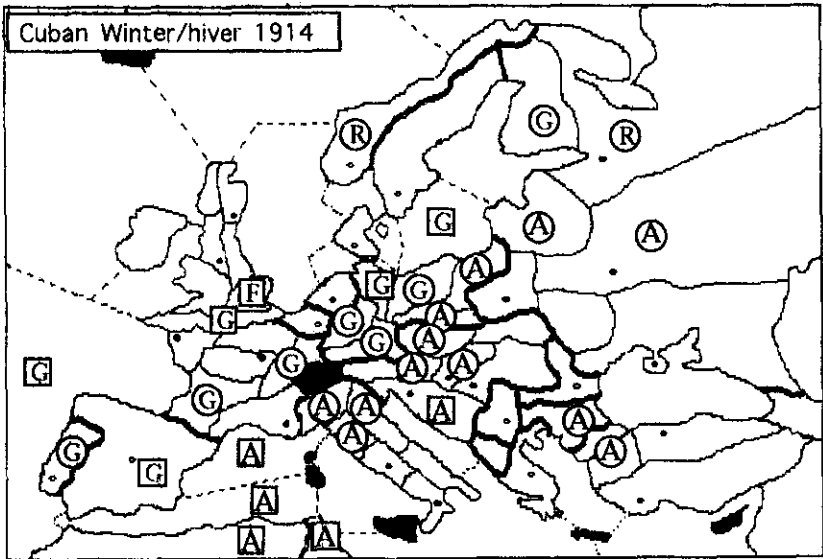 Cuban Winter/hiver 1914
R G R
G A A
A
F G G
G G A
G A
G G A A
G A A A A
A
G A A
G
A
A A